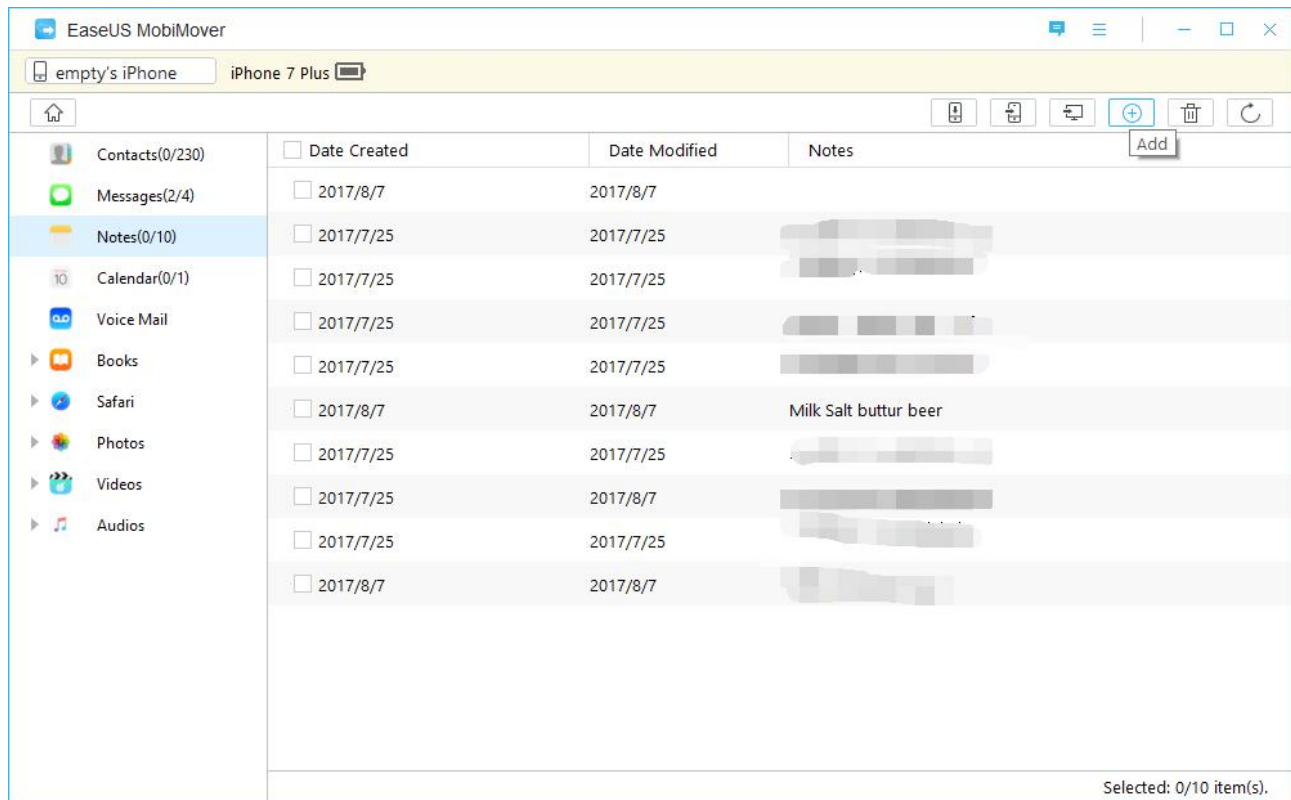 EaseUS MobiMover
empty's iPhone iPhone 7 Plus
Add
Contacts(0/230)
Messages(2/4)
Notes(0/10)
10 Calendar(0/1)
Voice Mail
Books
Safari
Photos
Videos
Audios
Date Created Date Modified Notes
2017/8/7 2017/8/7
2017/7/25 2017/7/25
2017/7/25 2017/7/25
2017/7/25 2017/7/25
2017/7/25 2017/7/25
2017/8/7 2017/8/7 Milk Salt buttur beer
2017/7/25 2017/7/25
2017/7/25 2017/8/7
2017/7/25 2017/7/25
2017/8/7 2017/8/7
Selected: 0/10 item(s).